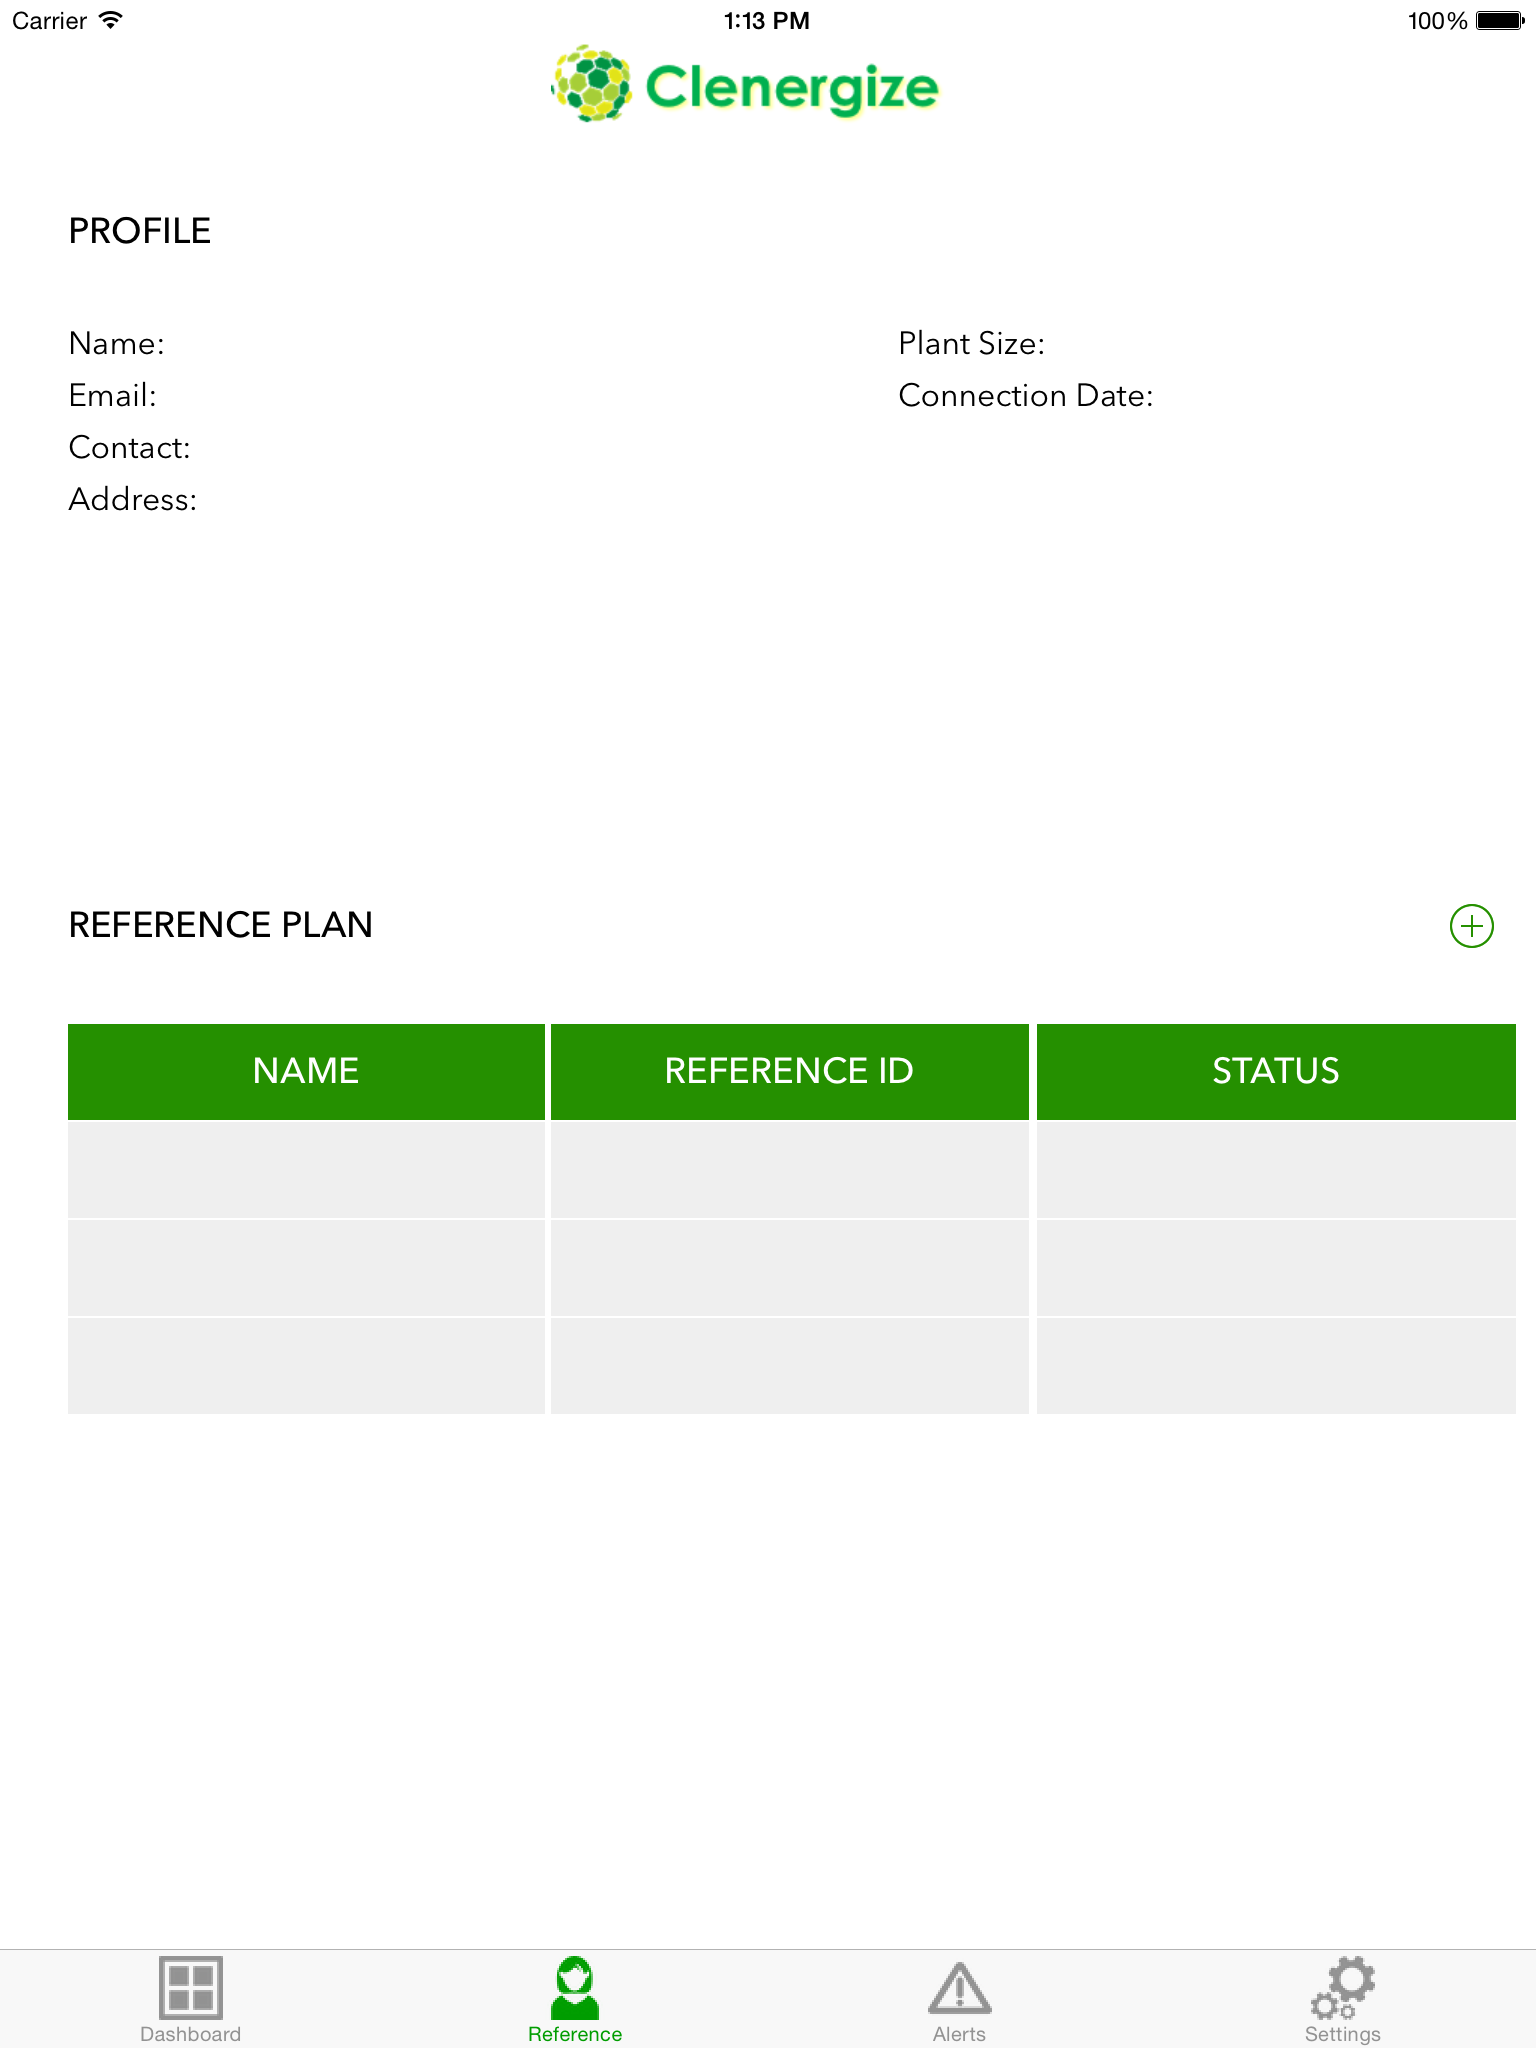 Carrier 1:13 PM 100%
Clenergize
PROFILE
Name:
Email:
Contact:
Address:
Plant Size:
Connection Date:
REFERENCE PLAN
NAME REFERENCE ID STATUS
Dashboard Reference Alerts Settings